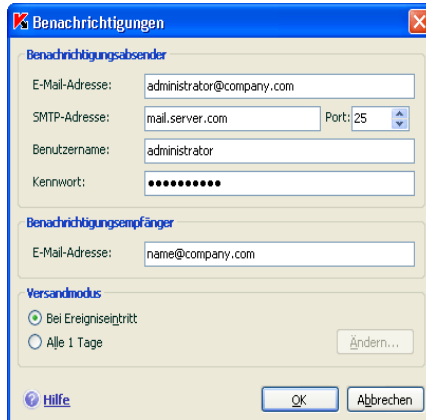 Benachrichtigungen
Benachrichtigungsabsender
E-Mail-Adresse: administrator@company.com
SMTP-Adresse: mail.server.com Port: 25
Benutzername: administrator
Kennwort: ●●●●●●●●●●
Benachrichtigungsempfänger
E-Mail-Adresse: name@company.com
Versandmodus
Bei Ereigniseintritt
Alle 1 Tage Ändern...
Hilfe OK Abbrechen